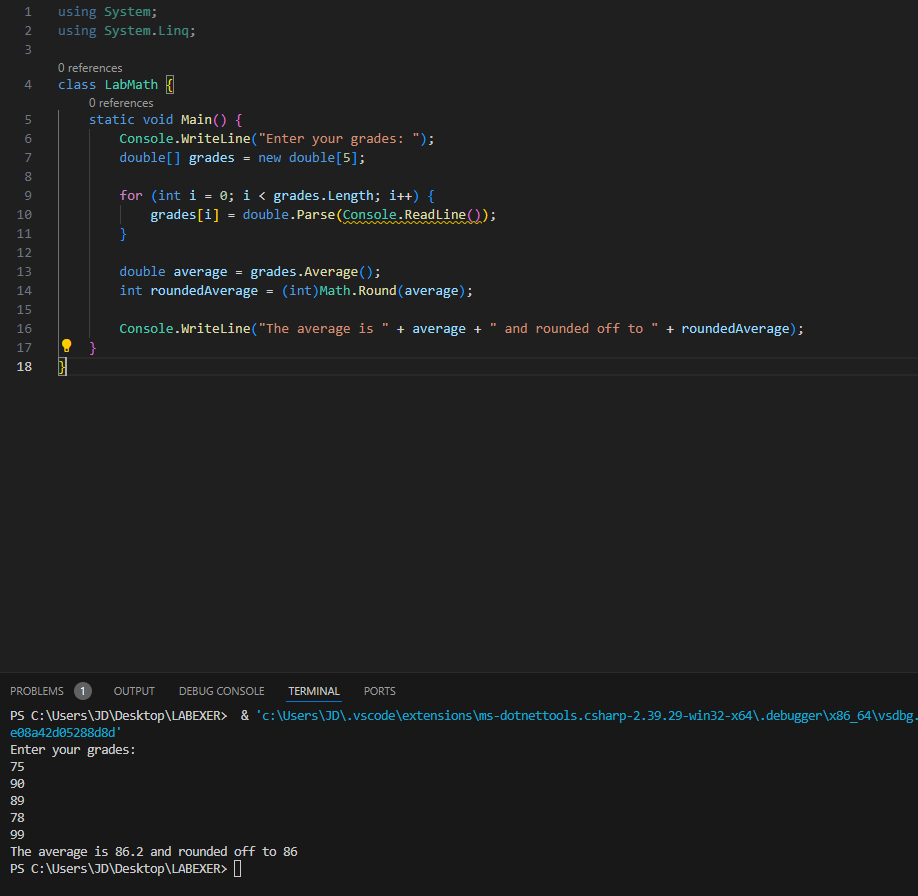 1 using System;
2 using System.Linq;
3
0 references
4 class LabMath {
0 references
5 static void Main() {
6 Console.WriteLine("Enter your grades: ");
7 double[] grades = new double[5];
8
9 for (int i = 0; i < grades.Length; i++) {
10 grades[i] = double.Parse(Console.ReadLine());
11 }
12
13 double average = grades.Average();
14 int roundedAverage = (int)Math.Round(average);
15
16 Console.WriteLine("The average is " + average + " and rounded off to " + roundedAverage);
17 }
18 }
PROBLEMS 1 OUTPUT DEBUG CONSOLE TERMINAL PORTS
PS C:\Users\JD\Desktop\LABEXER> & 'c:\Users\JD\.vscode\extensions\ms-dotnettools.csharp-2.39.29-win32-x64\.debugger\x86_64\vsdbg.
e08a42d05288d8d'
Enter your grades:
75
90
89
78
99
The average is 86.2 and rounded off to 86
PS C:\Users\JD\Desktop\LABEXER>